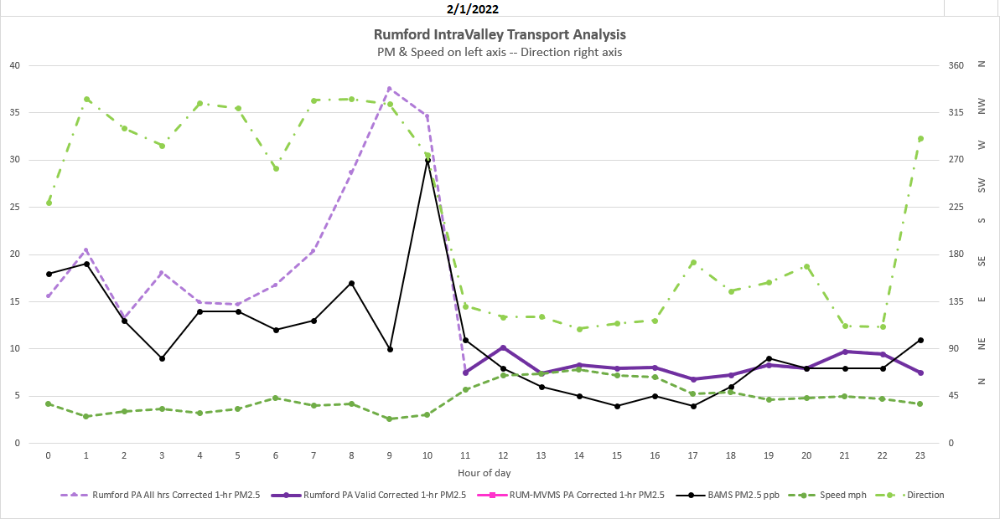 2/1/2022
Rumford IntraValley Transport Analysis
PM & Speed on left axis -- Direction right axis
40
35
30
25
20
15
10
5
0
360
315
270
225
180
135
90
45
0
N
NW
W
SW
S
SE
E
NE
N
0 1 2 3 4 5 6 7 8 9 10 11 12 13 14 15 16 17 18 19 20 21 22 23
Hour of day
Rumford PA All hrs Corrected 1-hr PM2.5 Rumford PA Valid Corrected 1-hr PM2.5 RUM-MVMS PA Corrected 1-hr PM2.5 BAMS PM2.5 ppb Speed mph Direction